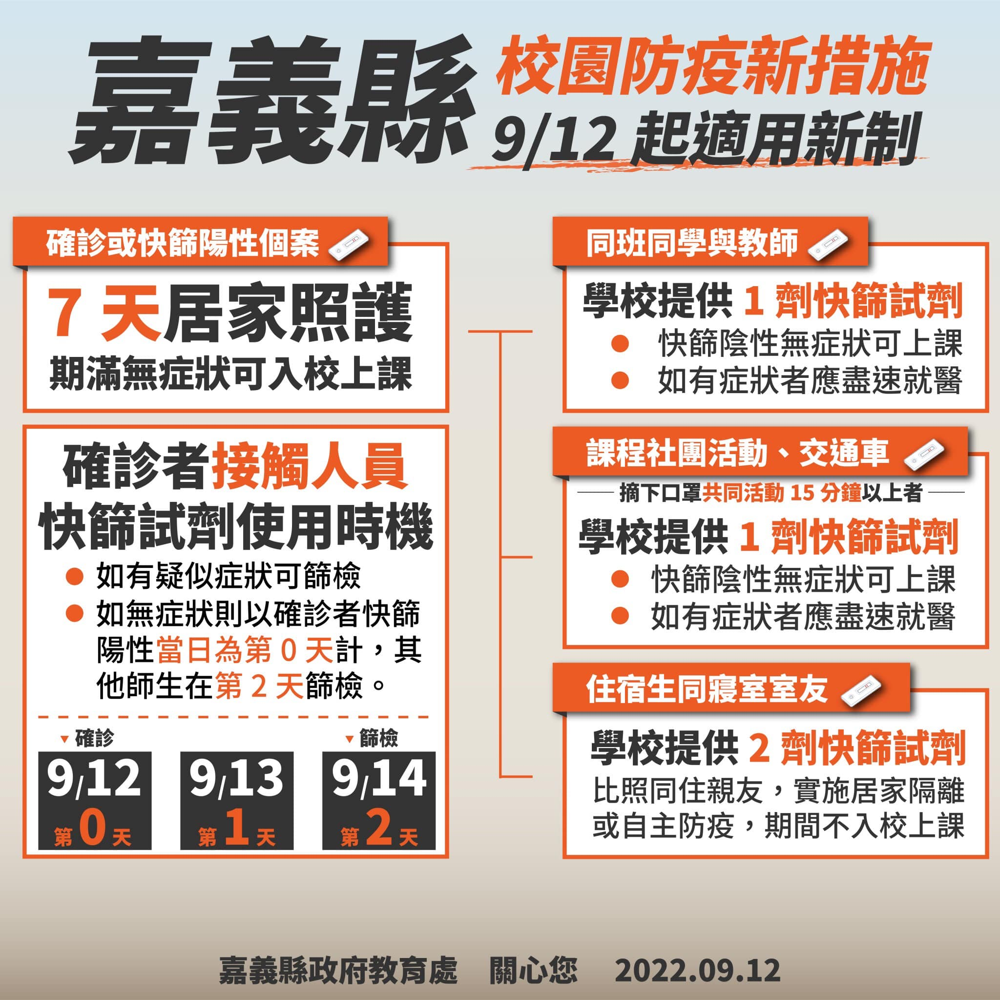 嘉義縣
校園防疫新措施
9/12 起適用新制
確診或快篩陽性個案
7 天居家照護
期滿無症狀可入校上課
確診者接觸人員
快篩試劑使用時機
● 如有疑似症狀可篩檢
● 如無症狀則以確診者快篩
陽性當日為第 0 天計，其
他師生在第 2 天篩檢。
▼ 確診
9/12
第 0 天
9/13
第 1 天
▼ 篩檢
9/14
第 2 天
同班同學與教師
學校提供 1 劑快篩試劑
● 快篩陰性無症狀可上課
● 如有症狀者應盡速就醫
課程社團活動、交通車
摘下口罩共同活動 15 分鐘以上者
學校提供 1 劑快篩試劑
● 快篩陰性無症狀可上課
● 如有症狀者應盡速就醫
住宿生同寢室室友
學校提供 2 劑快篩試劑
比照同住親友，實施居家隔離
或自主防疫，期間不入校上課
嘉義縣政府教育處 關心您 2022.09.12